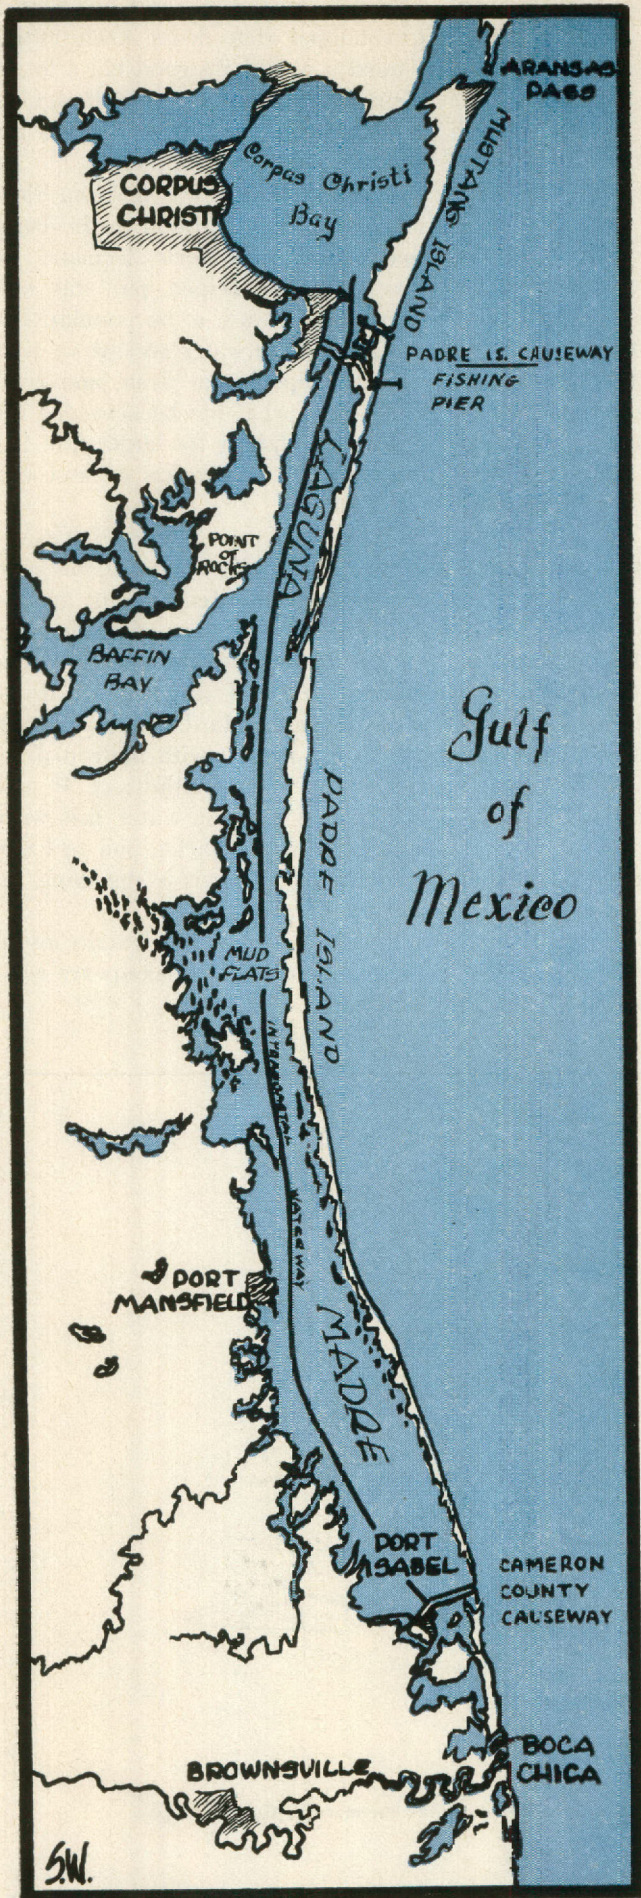 ARANSAS
PASS
MUSTANG ISLAND
Corpus Christi
Bay
CORPUS
CHRISTI
PADRE IS. CAUSEWAY
FISHING
PIER
LAGUNA
POINT
OF
ROCKS
BAFFIN
BAY
Gulf
of
Mexico
PADRE ISLAND
MUD
FLATS
INTRACOASTAL
WATERWAY
PORT
MANSFIELD
MADRE
PORT
ISABEL
CAMERON
COUNTY
CAUSEWAY
BOCA
CHICA
BROWNSVILLE
S.W.